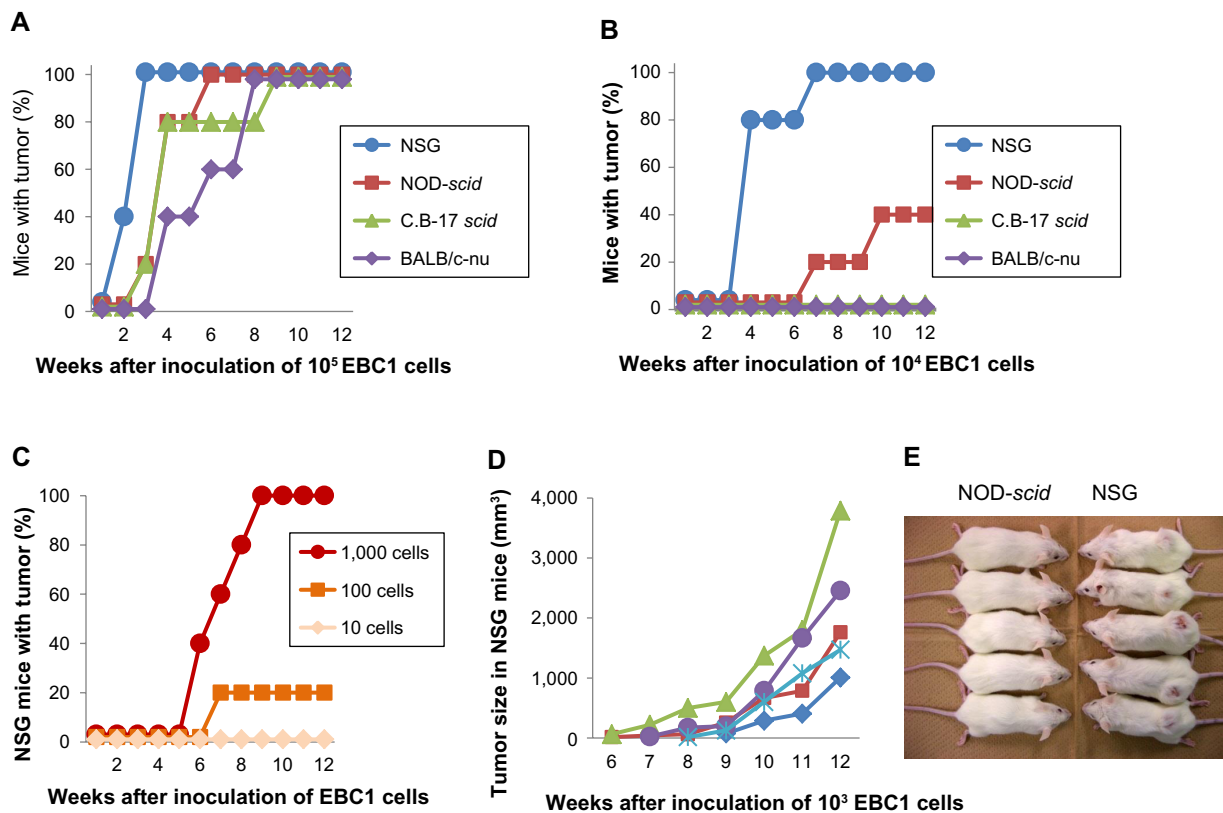 A
Mice with tumor (%)
100
80
60
40
20
0
2 4 6 8 10 12
Weeks after inoculation of 10⁵ EBC1 cells
NSG
NOD-scid
C.B-17 scid
BALB/c-nu
B
Mice with tumor (%)
100
80
60
40
20
0
2 4 6 8 10 12
Weeks after inoculation of 10⁴ EBC1 cells
NSG
NOD-scid
C.B-17 scid
BALB/c-nu
C
NSG mice with tumor (%)
100
80
60
40
20
0
2 4 6 8 10 12
Weeks after inoculation of EBC1 cells
1,000 cells
100 cells
10 cells
D
Tumor size in NSG mice (mm³)
4,000
3,000
2,000
1,000
0
6 7 8 9 10 11 12
Weeks after inoculation of 10³ EBC1 cells
E
NOD-scid NSG